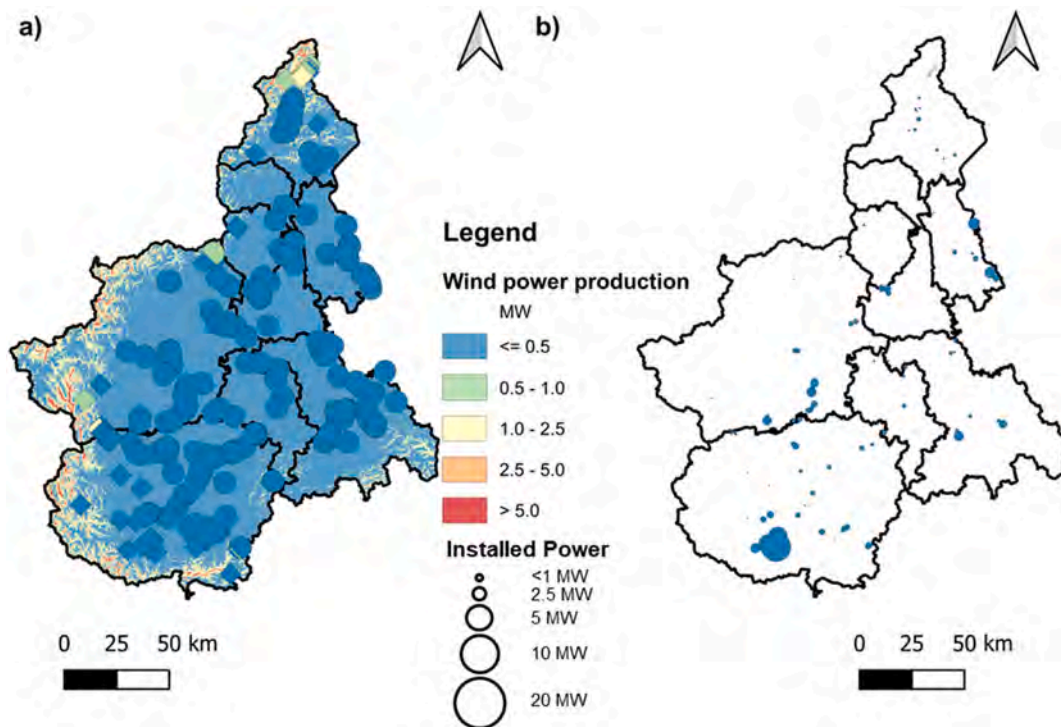 a)
b)
Legend
Wind power production
MW
<= 0.5
0.5 - 1.0
1.0 - 2.5
2.5 - 5.0
> 5.0
Installed Power
<1 MW
2.5 MW
5 MW
10 MW
20 MW
0 25 50 km
0 25 50 km